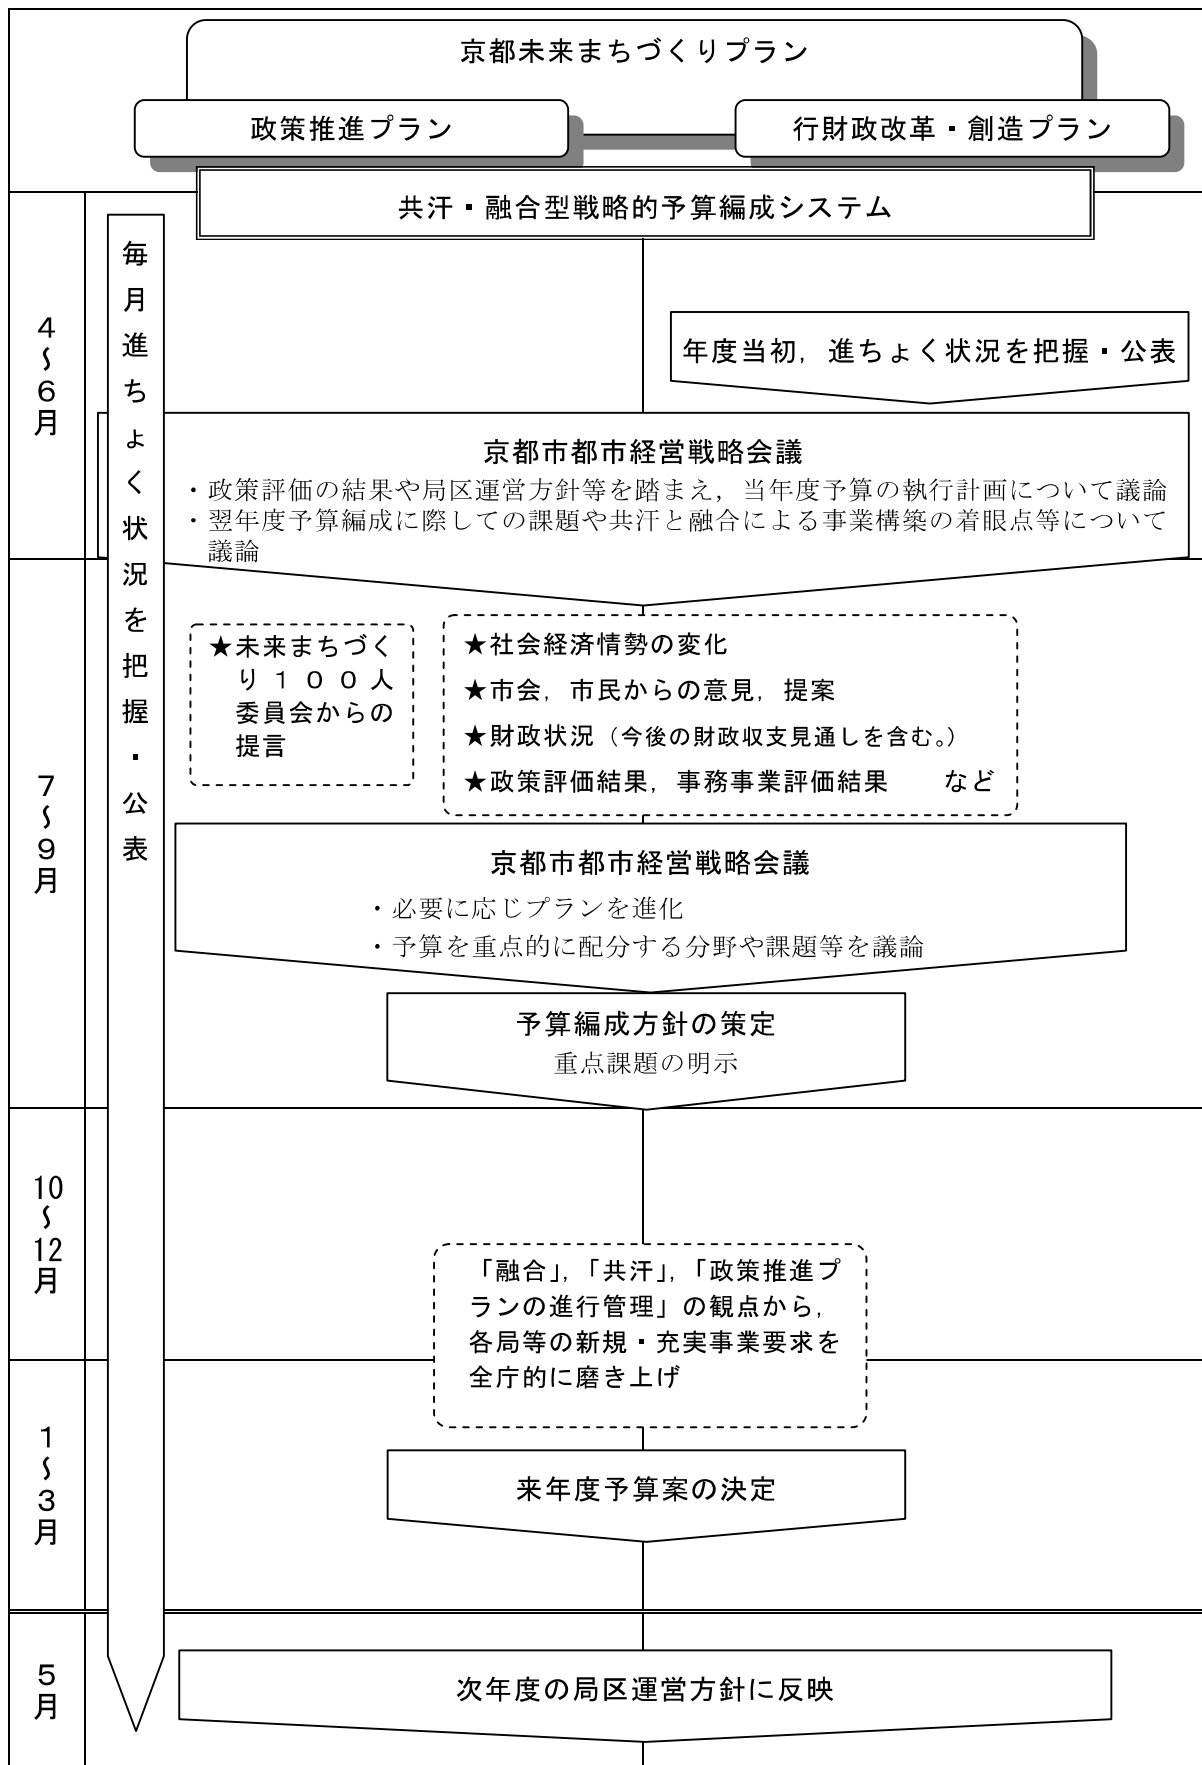 京都未来まちづくりプラン
政策推進プラン
行財政改革・創造プラン
共汗・融合型戦略的予算編成システム
毎月進ちょく状況を把握・公表
4～6月
年度当初，進ちょく状況を把握・公表
京都市都市経営戦略会議
・政策評価の結果や局区運営方針等を踏まえ，当年度予算の執行計画について議論
・翌年度予算編成に際しての課題や共汗と融合による事業構築の着眼点等について
議論
7～9月
★未来まちづく
り１００人
委員会からの
提言
★社会経済情勢の変化
★市会，市民からの意見，提案
★財政状況（今後の財政収支見通しを含む。）
★政策評価結果，事務事業評価結果　　など
京都市都市経営戦略会議
・必要に応じプランを進化
・予算を重点的に配分する分野や課題等を議論
予算編成方針の策定
重点課題の明示
10～12月
「融合」，「共汗」，「政策推進プ
ランの進行管理」の観点から，
各局等の新規・充実事業要求を
全庁的に磨き上げ
1～3月
来年度予算案の決定
5月
次年度の局区運営方針に反映